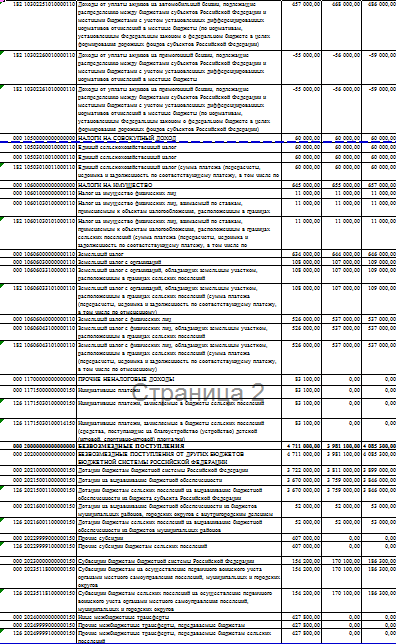 182 10302251010000110 Доходы от уплаты акцизов на автомобильный бензин, подлежащие 657 000,00 668 000,00 686 000,00
распределению между бюджетами субъектов Российской Федерации и
местными бюджетами с учетом установленных дифференцированных
нормативов отчислений в местные бюджеты (по нормативам,
установленным федеральным законом о федеральном бюджете в целях
формирования дорожных фондов субъектов Российской Федерации)
182 10302260010000110 Доходы от уплаты акцизов на прямогонный бензин, подлежащие -55 000,00 -56 000,00 -59 000,00
распределению между бюджетами субъектов Российской Федерации и
местными бюджетами с учетом установленных дифференцированных
нормативов отчислений в местные бюджеты
182 10302261010000110 Доходы от уплаты акцизов на прямогонный бензин, подлежащие -55 000,00 -56 000,00 -59 000,00
распределению между бюджетами субъектов Российской Федерации и
местными бюджетами с учетом установленных дифференцированных
нормативов отчислений в местные бюджеты (по нормативам,
установленным федеральным законом о федеральном бюджете в целях
формирования дорожных фондов субъектов Российской Федерации)
000 10500000000000000 НАЛОГИ НА СОВОКУПНЫЙ ДОХОД 60 000,00 60 000,00 60 000,00
000 10503000010000110 Единый сельскохозяйственный налог 60 000,00 60 000,00 60 000,00
000 10503010010000110 Единый сельскохозяйственный налог 60 000,00 60 000,00 60 000,00
182 10503010011000110 Единый сельскохозяйственный налог (сумма платежа (перерасчеты, 60 000,00 60 000,00 60 000,00
недоимка и задолженность по соответствующему платежу, в том числе по
000 10600000000000000 НАЛОГИ НА ИМУЩЕСТВО 645 000,00 655 000,00 657 000,00
000 10601000000000110 Налог на имущество физических лиц 11 000,00 11 000,00 11 000,00
000 10601030100000110 Налог на имущество физических лиц, взимаемый по ставкам, 11 000,00 11 000,00 11 000,00
применяемым к объектам налогообложения, расположенным в границах
182 10601030101000110 Налог на имущество физических лиц, взимаемый по ставкам, 11 000,00 11 000,00 11 000,00
применяемым к объектам налогообложения, расположенным в границах
сельских поселений (сумма платежа (перерасчеты, недоимка и
задолженность по соответствующему платежу, в том числе по
000 10606000000000110 Земельный налог 634 000,00 644 000,00 646 000,00
000 10606030000000110 Земельный налог с организаций 108 000,00 107 000,00 109 000,00
000 10606033100000110 Земельный налог с организаций, обладающих земельным участком, 108 000,00 107 000,00 109 000,00
расположенным в границах сельских поселений
182 10606033101000110 Земельный налог с организаций, обладающих земельным участком, 108 000,00 107 000,00 109 000,00
расположенным в границах сельских поселений (сумма платежа
(перерасчеты, недоимка и задолженность по соответствующему платежу,
в том числе по отмененному)
000 10606040000000110 Земельный налог с физических лиц 526 000,00 537 000,00 537 000,00
000 10606043100000110 Земельный налог с физических лиц, обладающих земельным участком, 526 000,00 537 000,00 537 000,00
расположенным в границах сельских поселений
182 10606043101000110 Земельный налог с физических лиц, обладающих земельным участком, 526 000,00 537 000,00 537 000,00
расположенным в границах сельских поселений (сумма платежа
(перерасчеты, недоимка и задолженность по соответствующему платежу,
в том числе по отмененному)
000 11700000000000000 ПРОЧИЕ НЕНАЛОГОВЫЕ ДОХОДЫ 83 100,00 0,00 0,00
Страница 2
000 11715000000000150 Инициативные платежи 83 100,00 0,00 0,00
126 11715030100000150 Инициативные платежи, зачисляемые в бюджеты сельских поселений 83 100,00 0,00 0,00
126 11715030100014150 Инициативные платежи, зачисляемые в бюджеты сельских поселений 83 100,00 0,00 0,00
(средства, поступающие на благоустройство (устройство) детской
(игровой, спортивно-игровой) площадки)
000 20000000000000000 БЕЗВОЗМЕЗДНЫЕ ПОСТУПЛЕНИЯ 4 711 000,00 3 981 100,00 4 085 300,00
000 20200000000000000 БЕЗВОЗМЕЗДНЫЕ ПОСТУПЛЕНИЯ ОТ ДРУГИХ БЮДЖЕТОВ 4 711 000,00 3 981 100,00 4 085 300,00
БЮДЖЕТНОЙ СИСТЕМЫ РОССИЙСКОЙ ФЕДЕРАЦИИ
000 20210000000000150 Дотации бюджетам бюджетной системы Российской Федерации 3 722 000,00 3 811 000,00 3 899 000,00
000 20215001000000150 Дотации на выравнивание бюджетной обеспеченности 3 670 000,00 3 759 000,00 3 846 000,00
126 20215001100000150 Дотации бюджетам сельских поселений на выравнивание бюджетной 3 670 000,00 3 759 000,00 3 846 000,00
обеспеченности из бюджета субъекта Российской Федерации
000 20216001000000150 Дотации на выравнивание бюджетной обеспеченности из бюджетов 52 000,00 52 000,00 53 000,00
муниципальных районов, городских округов с внутригородским делением
126 20216001100000150 Дотации бюджетам сельских поселений на выравнивание бюджетной 52 000,00 52 000,00 53 000,00
обеспеченности из бюджетов муниципальных районов
000 20229999000000150 Прочие субсидии 407 000,00 0,00 0,00
126 20229999100000150 Прочие субсидии бюджетам сельских поселений 407 000,00 0,00 0,00
000 20230000000000150 Субвенции бюджетам бюджетной системы Российской Федерации 154 200,00 170 100,00 186 300,00
000 20235118000000150 Субвенции бюджетам на осуществление первичного воинского учета 154 200,00 170 100,00 186 300,00
органами местного самоуправления поселений, муниципальных и городских
округов
126 20235118100000150 Субвенции бюджетам сельских поселений на осуществление первичного 154 200,00 170 100,00 186 300,00
воинского учета органами местного самоуправления поселений,
муниципальных и городских округов
000 20240000000000150 Иные межбюджетные трансферты 427 800,00 0,00 0,00
000 20249999000000150 Прочие межбюджетные трансферты, передаваемые бюджетам 427 800,00 0,00 0,00
126 20249999100000150 Прочие межбюджетные трансферты, передаваемые бюджетам сельских 427 800,00 0,00 0,00
поселений